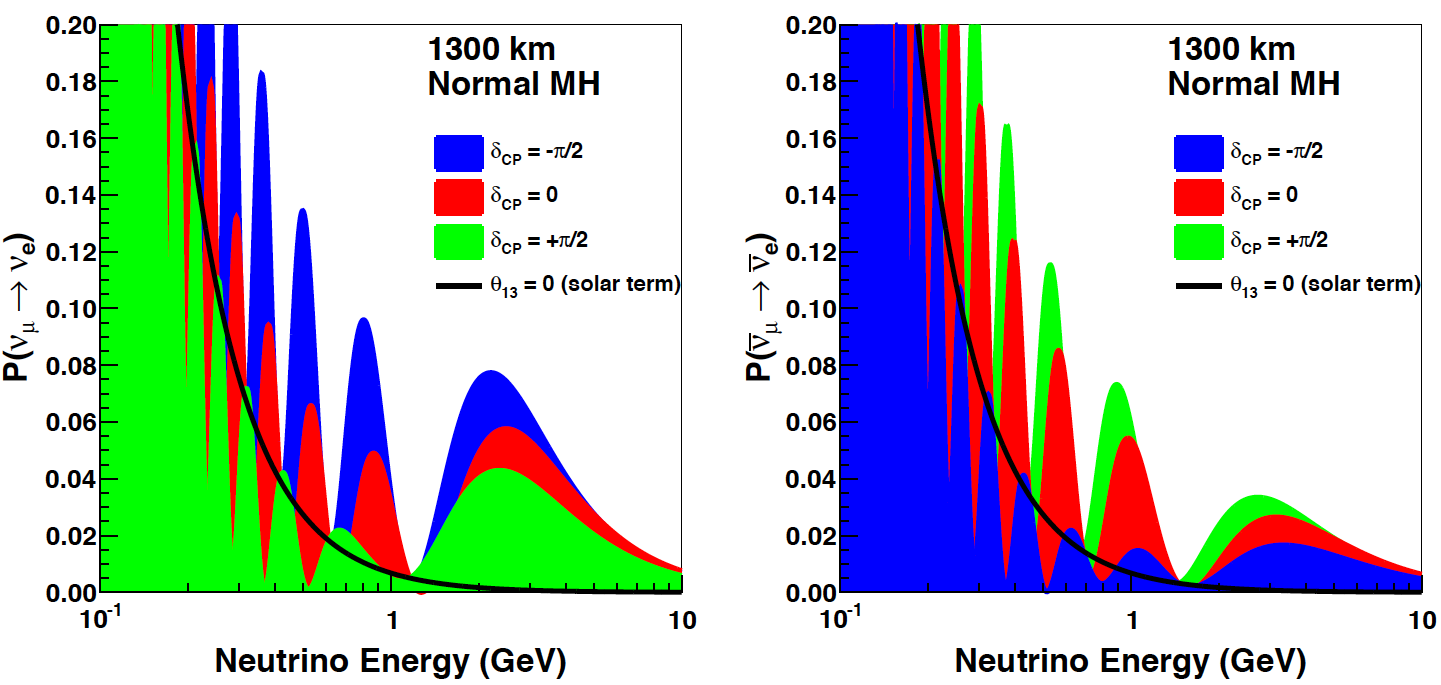 P(νμ → νe)
0.20
0.18
0.16
0.14
0.12
0.10
0.08
0.06
0.04
0.02
0.00
10⁻¹
1
10
Neutrino Energy (GeV)
1300 km
Normal MH
δCP = -π/2
δCP = 0
δCP = +π/2
θ13 = 0 (solar term)
P(ν̅μ → ν̅e)
0.20
0.18
0.16
0.14
0.12
0.10
0.08
0.06
0.04
0.02
0.00
10⁻¹
1
10
Neutrino Energy (GeV)
1300 km
Normal MH
δCP = -π/2
δCP = 0
δCP = +π/2
θ13 = 0 (solar term)